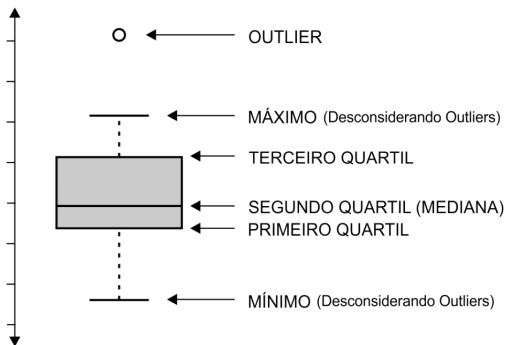 OUTLIER
MÁXIMO (Desconsiderando Outliers)
TERCEIRO QUARTIL
SEGUNDO QUARTIL (MEDIANA)
PRIMEIRO QUARTIL
MÍNIMO (Desconsiderando Outliers)